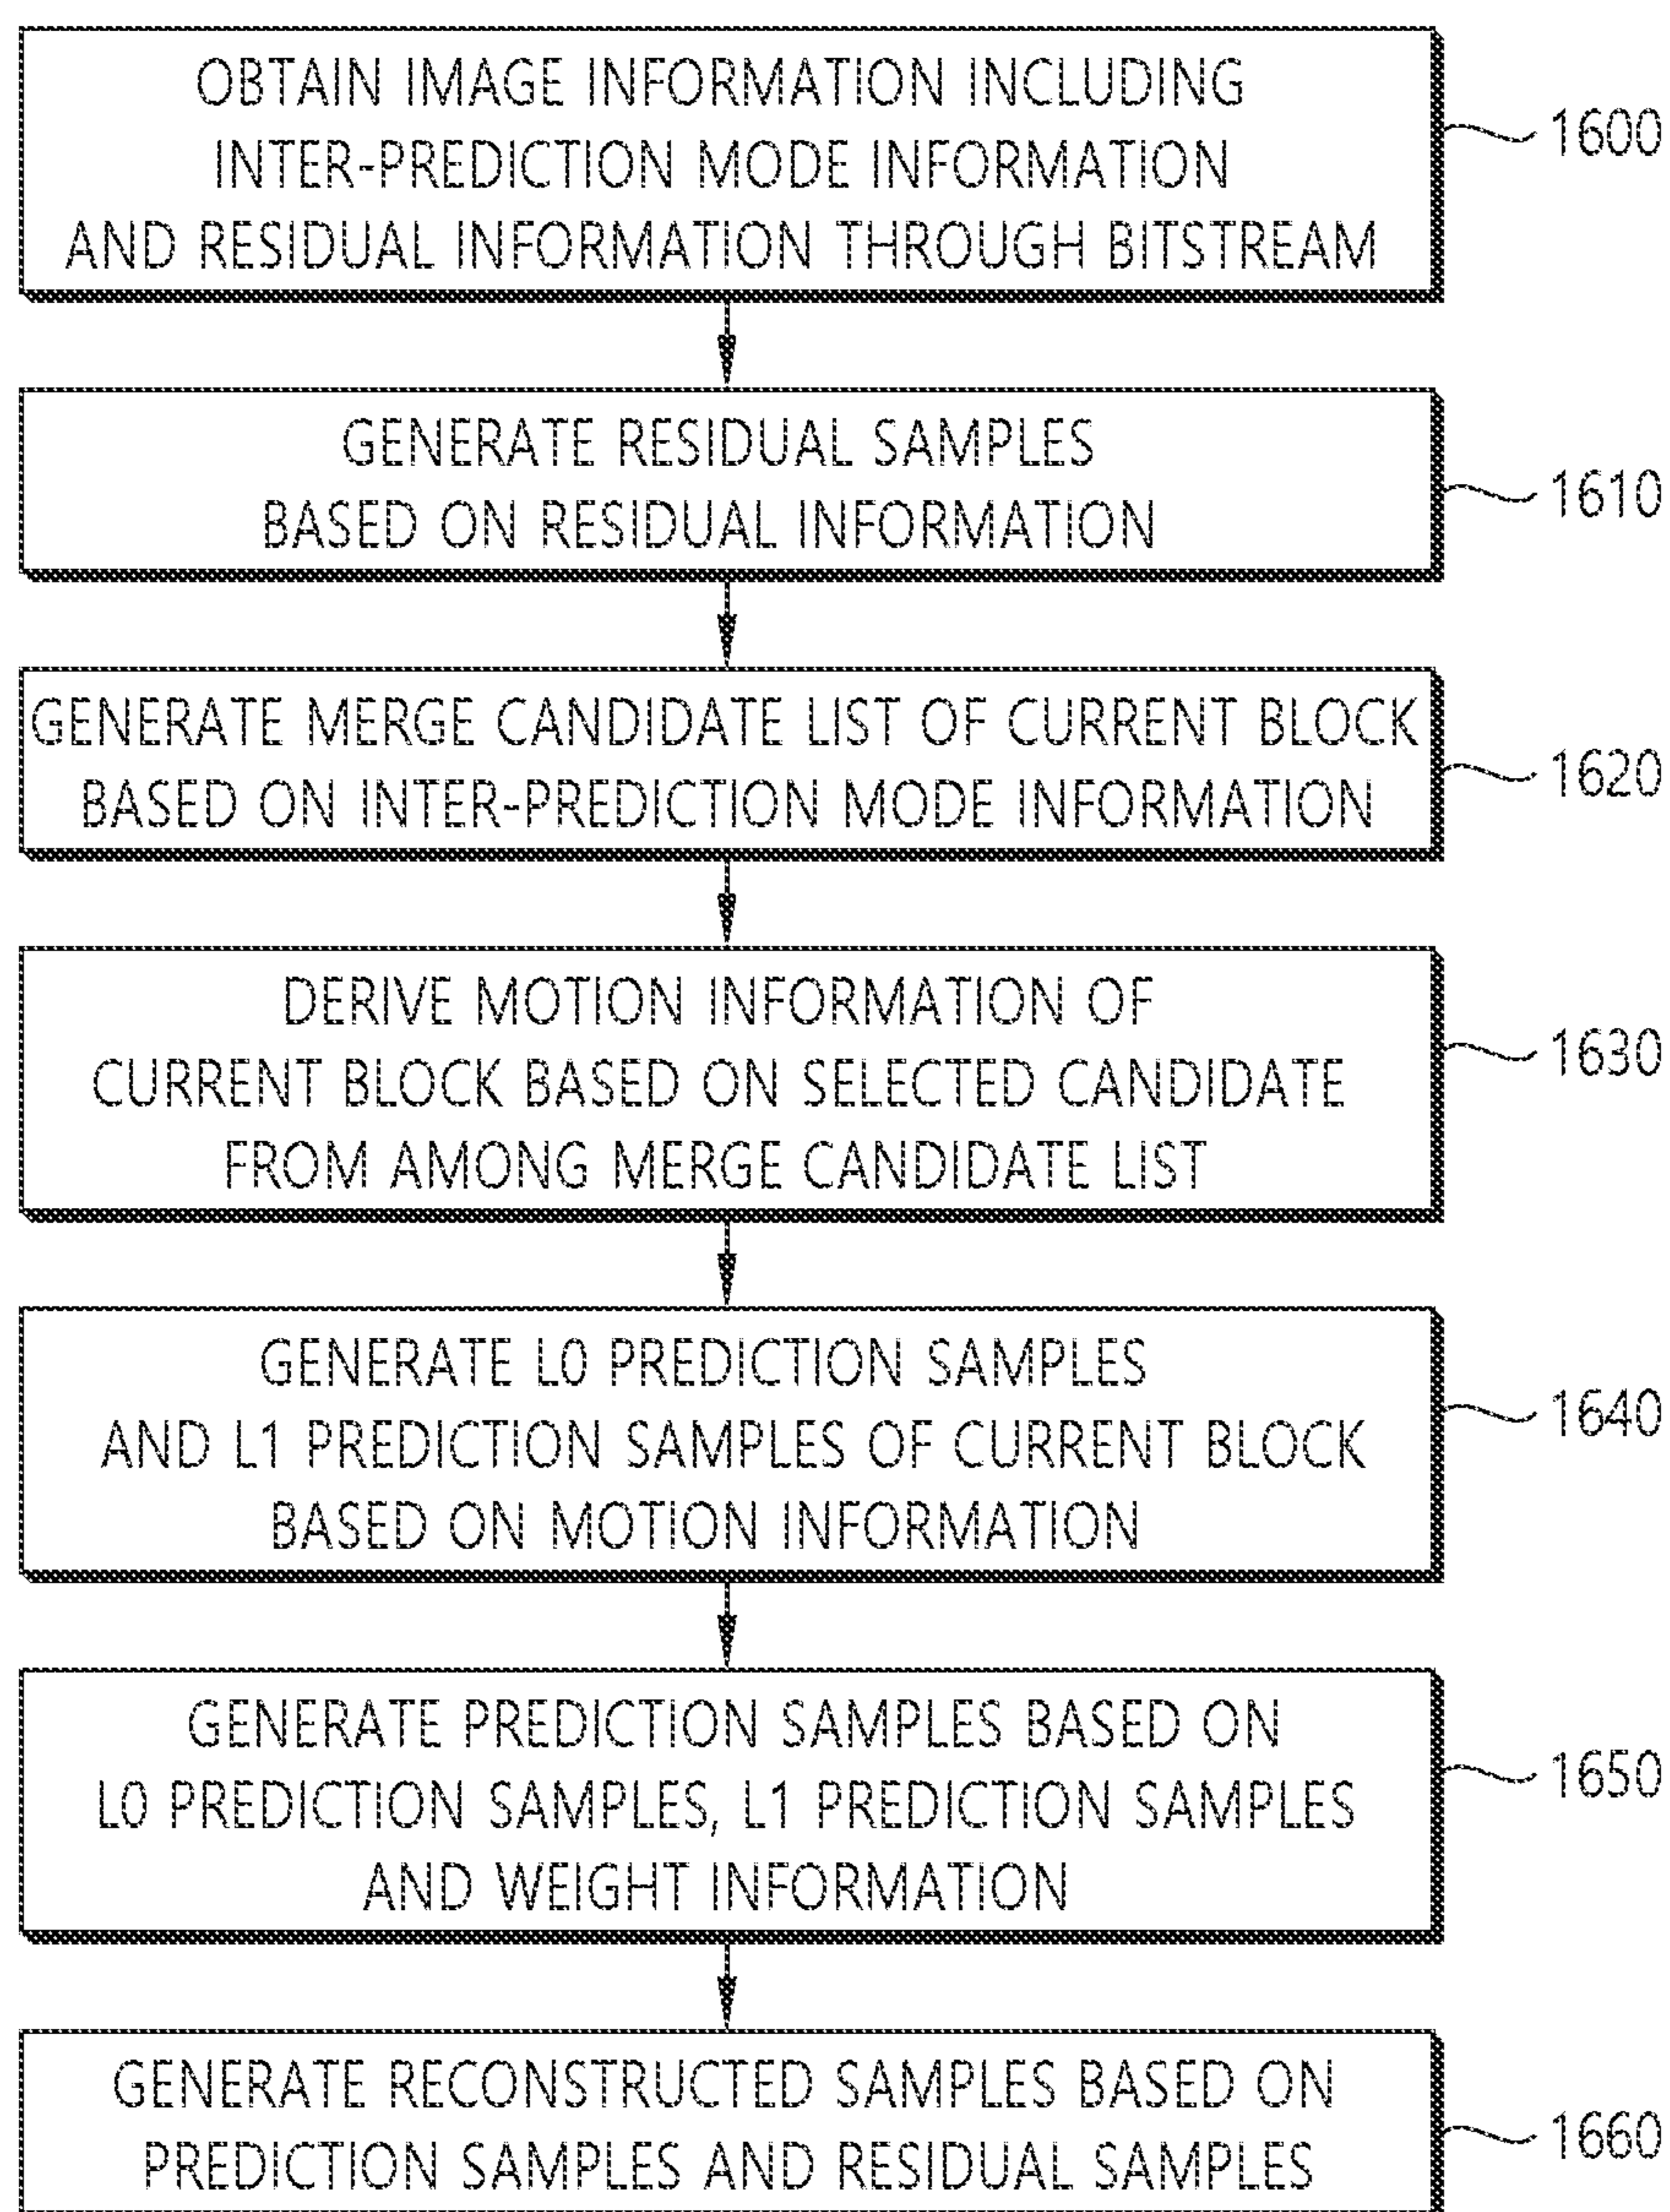 OBTAIN IMAGE INFORMATION INCLUDING
INTER-PREDICTION MODE INFORMATION
AND RESIDUAL INFORMATION THROUGH BITSTREAM
1600
GENERATE RESIDUAL SAMPLES
BASED ON RESIDUAL INFORMATION
1610
GENERATE MERGE CANDIDATE LIST OF CURRENT BLOCK
BASED ON INTER-PREDICTION MODE INFORMATION
1620
DERIVE MOTION INFORMATION OF
CURRENT BLOCK BASED ON SELECTED CANDIDATE
FROM AMONG MERGE CANDIDATE LIST
1630
GENERATE L0 PREDICTION SAMPLES
AND L1 PREDICTION SAMPLES OF CURRENT BLOCK
BASED ON MOTION INFORMATION
1640
GENERATE PREDICTION SAMPLES BASED ON
L0 PREDICTION SAMPLES, L1 PREDICTION SAMPLES
AND WEIGHT INFORMATION
1650
GENERATE RECONSTRUCTED SAMPLES BASED ON
PREDICTION SAMPLES AND RESIDUAL SAMPLES
1660